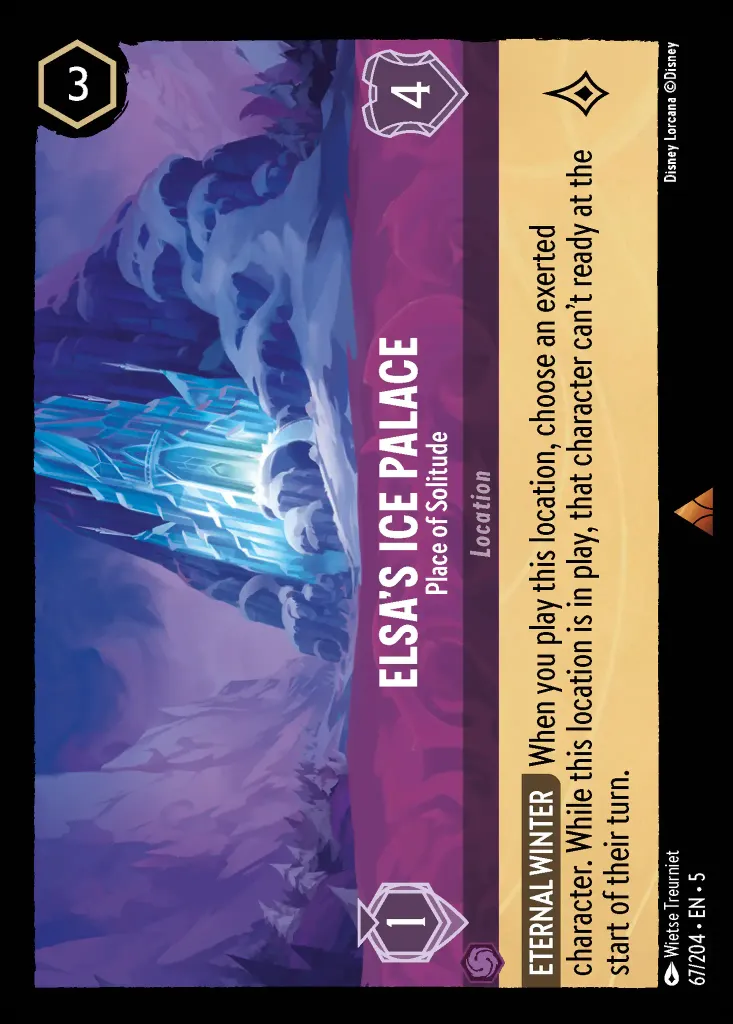 3
4
ELSA'S ICE PALACE
Place of Solitude
1
Location
ETERNAL WINTER When you play this location, choose an exerted
character. While this location is in play, that character can't ready at the
start of their turn.
Wietse Treurniet
67/204 • EN • 5
Disney Lorcana ©Disney